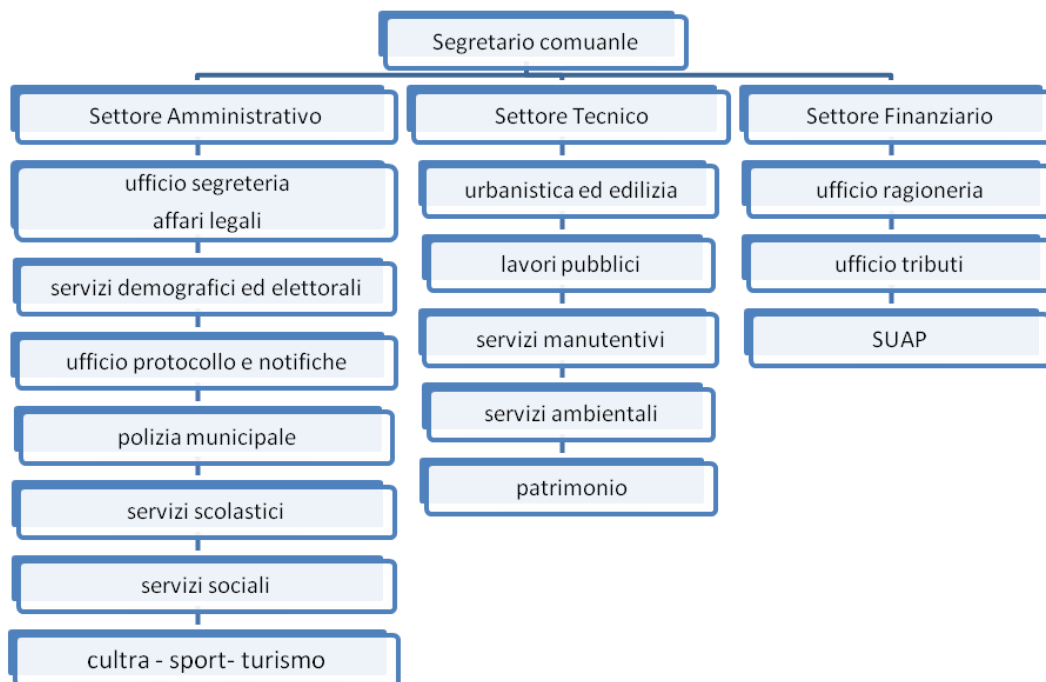 Segretario comuanle
Settore Amministrativo
ufficio segreteria
affari legali
servizi demografici ed elettorali
ufficio protocollo e notifiche
polizia municipale
servizi scolastici
servizi sociali
cultra - sport- turismo
Settore Tecnico
urbanistica ed edilizia
lavori pubblici
servizi manutentivi
servizi ambientali
patrimonio
Settore Finanziario
ufficio ragioneria
ufficio tributi
SUAP